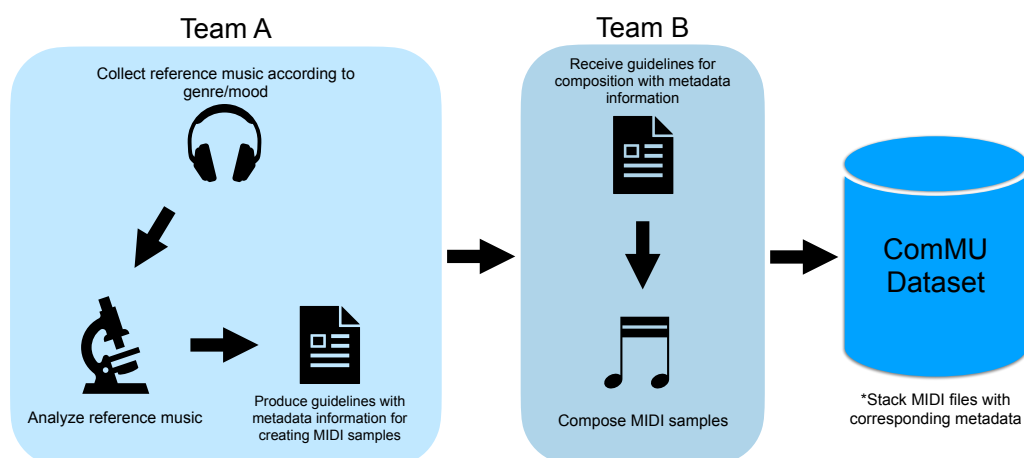 Team A
Collect reference music according to
genre/mood
Analyze reference music
Produce guidelines with
metadata information for
creating MIDI samples
Team B
Receive guidelines for
composition with metadata
information
Compose MIDI samples
ComMU
Dataset
*Stack MIDI files with
corresponding metadata